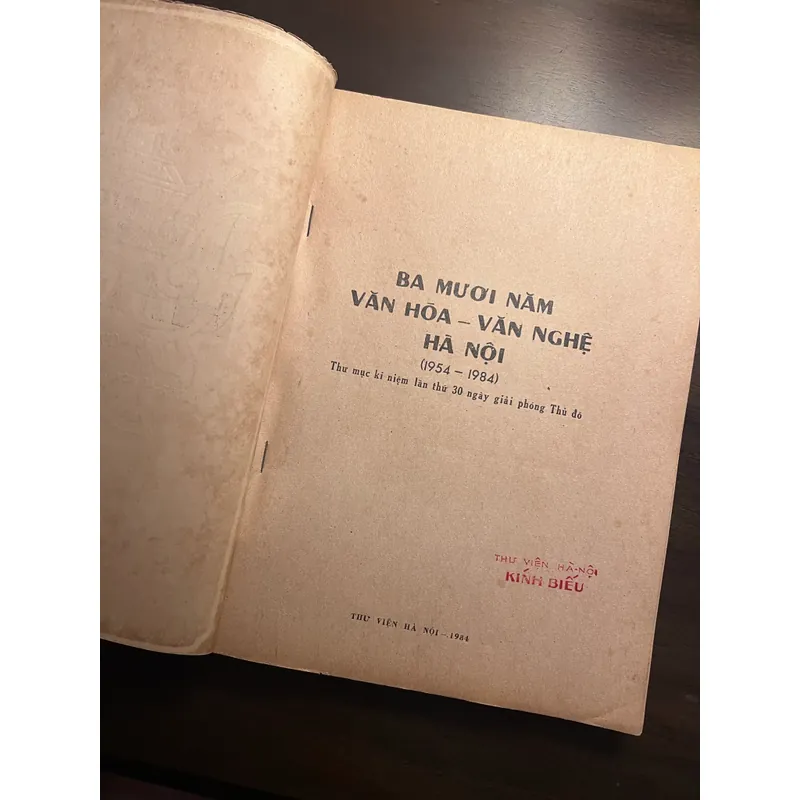 BA MƯƠI NĂM
VĂN HÓA – VĂN NGHỆ
HÀ NỘI
(1954 – 1984)
Thư mục kỉ niệm lần thứ 30 ngày giải phóng Thủ đô
THƯ VIỆN HÀ-NỘI
KÍNH BIẾU
THƯ VIỆN HÀ NỘI – 1984